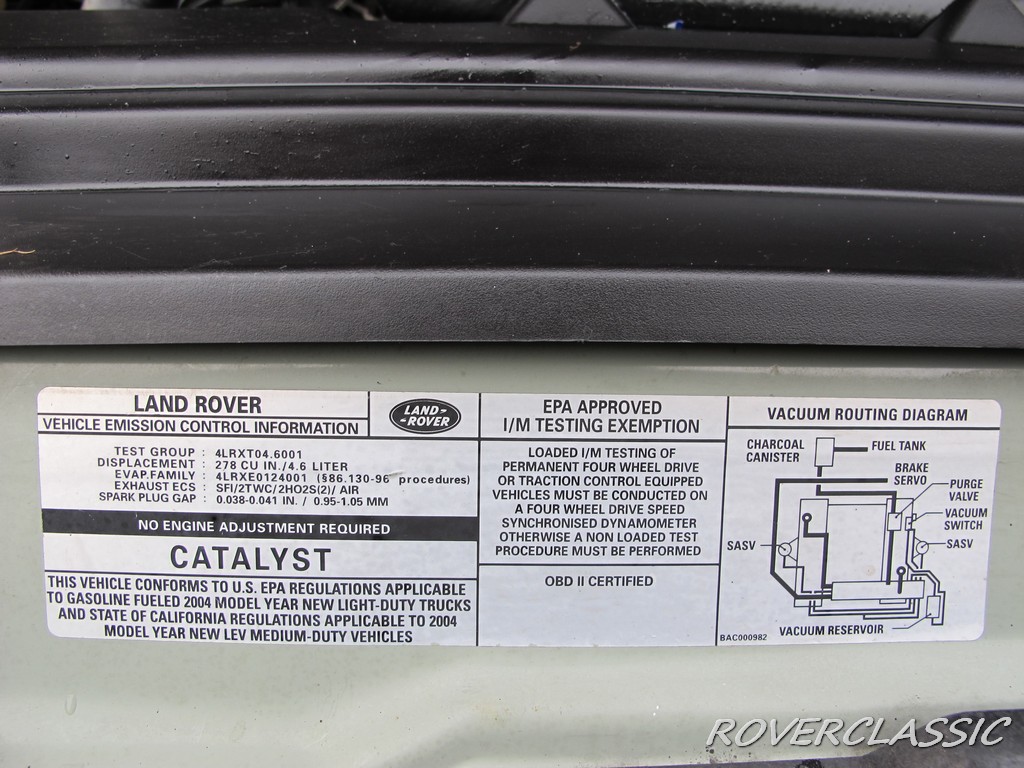 LAND ROVER
VEHICLE EMISSION CONTROL INFORMATION
LAND-
-ROVER
TEST GROUP : 4LRXT04.6001
DISPLACEMENT : 278 CU IN./4.6 LITER
EVAP.FAMILY : 4LRXE0124001 (§86.130-96 procedures)
EXHAUST ECS : SFI/2TWC/2HO2S(2)/ AIR
SPARK PLUG GAP : 0.038-0.041 IN. / 0.95-1.05 MM
NO ENGINE ADJUSTMENT REQUIRED
CATALYST
THIS VEHICLE CONFORMS TO U.S. EPA REGULATIONS APPLICABLE
TO GASOLINE FUELED 2004 MODEL YEAR NEW LIGHT-DUTY TRUCKS
AND STATE OF CALIFORNIA REGULATIONS APPLICABLE TO 2004
MODEL YEAR NEW LEV MEDIUM-DUTY VEHICLES
EPA APPROVED
I/M TESTING EXEMPTION
LOADED I/M TESTING OF
PERMANENT FOUR WHEEL DRIVE
OR TRACTION CONTROL EQUIPPED
VEHICLES MUST BE CONDUCTED ON
A FOUR WHEEL DRIVE SPEED
SYNCHRONISED DYNAMOMETER
OTHERWISE A NON LOADED TEST
PROCEDURE MUST BE PERFORMED
OBD II CERTIFIED
VACUUM ROUTING DIAGRAM
CHARCOAL
CANISTER
FUEL TANK
BRAKE
SERVO
PURGE
VALVE
VACUUM
SWITCH
SASV
SASV
VACUUM RESERVOIR
BAC000982
ROVERCLASSIC